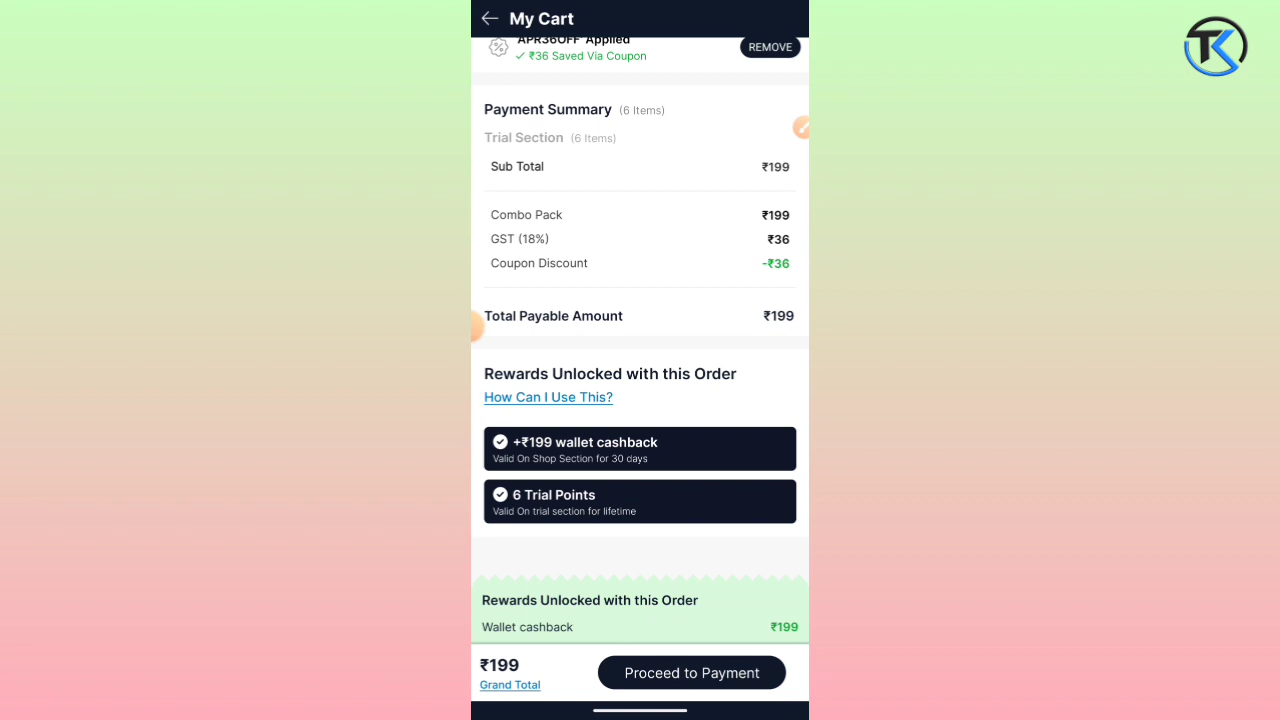 My Cart
APR36OFF Applied
₹36 Saved Via Coupon
REMOVE
Payment Summary (6 Items)
Trial Section (6 Items)
Sub Total ₹199
Combo Pack ₹199
GST (18%) ₹36
Coupon Discount -₹36
Total Payable Amount ₹199
Rewards Unlocked with this Order
How Can I Use This?
+₹199 wallet cashback
Valid On Shop Section for 30 days
6 Trial Points
Valid On trial section for lifetime
Rewards Unlocked with this Order
Wallet cashback ₹199
₹199
Grand Total
Proceed to Payment
TK